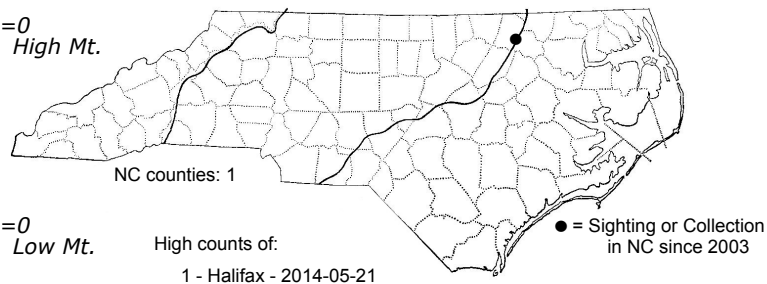 =0
High Mt.
NC counties: 1
=0
Low Mt.
High counts of:
1 - Halifax - 2014-05-21
● = Sighting or Collection
in NC since 2003